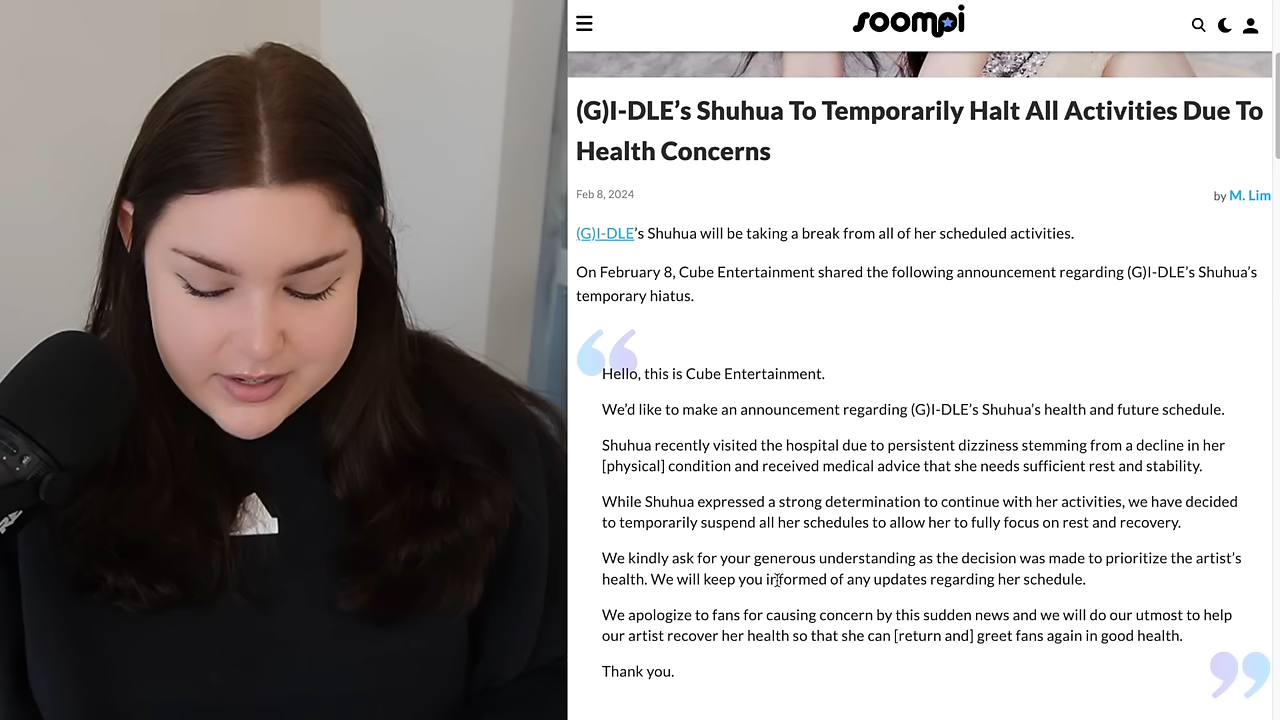 soompi
(G)I-DLE’s Shuhua To Temporarily Halt All Activities Due To
Health Concerns
Feb 8, 2024
by M. Lim
(G)I-DLE’s Shuhua will be taking a break from all of her scheduled activities.
On February 8, Cube Entertainment shared the following announcement regarding (G)I-DLE’s Shuhua’s
temporary hiatus.
Hello, this is Cube Entertainment.
We’d like to make an announcement regarding (G)I-DLE’s Shuhua’s health and future schedule.
Shuhua recently visited the hospital due to persistent dizziness stemming from a decline in her
[physical] condition and received medical advice that she needs sufficient rest and stability.
While Shuhua expressed a strong determination to continue with her activities, we have decided
to temporarily suspend all her schedules to allow her to fully focus on rest and recovery.
We kindly ask for your generous understanding as the decision was made to prioritize the artist’s
health. We will keep you informed of any updates regarding her schedule.
We apologize to fans for causing concern by this sudden news and we will do our utmost to help
our artist recover her health so that she can [return and] greet fans again in good health.
Thank you.